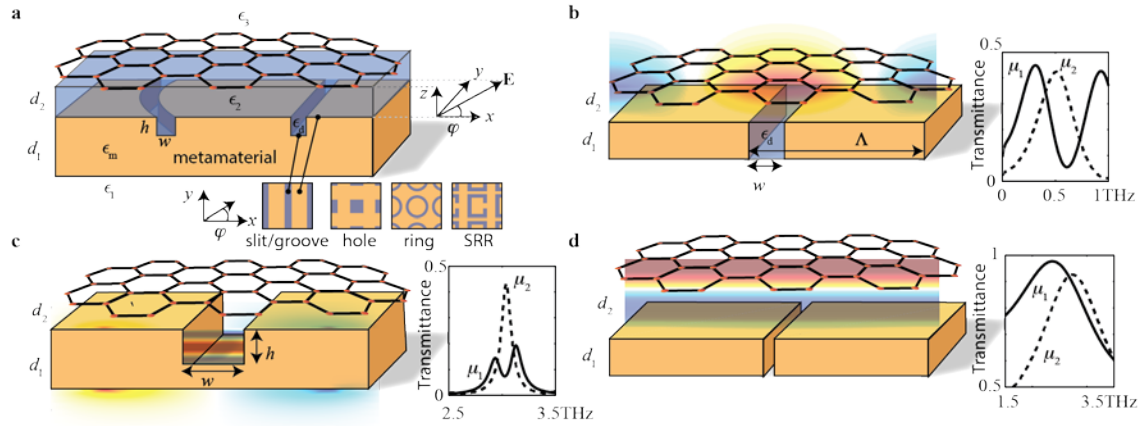 a
ϵ3
d2
ϵ2
z
y
E
x
φ
h
w
ϵd
d1
ϵm
metamaterial
ϵ1
y
x
φ
slit/groove hole ring SRR
b
d2
d1
ϵd
Λ
w
Transmittance
0.5
μ1
μ2
0
0 0.5 1THz
c
d2
d1
h
w
Transmittance
0.5
μ2
μ1
0
2.5 3.5THz
d
d2
d1
Transmittance
1
μ1
μ2
0.5
1.5 3.5THz